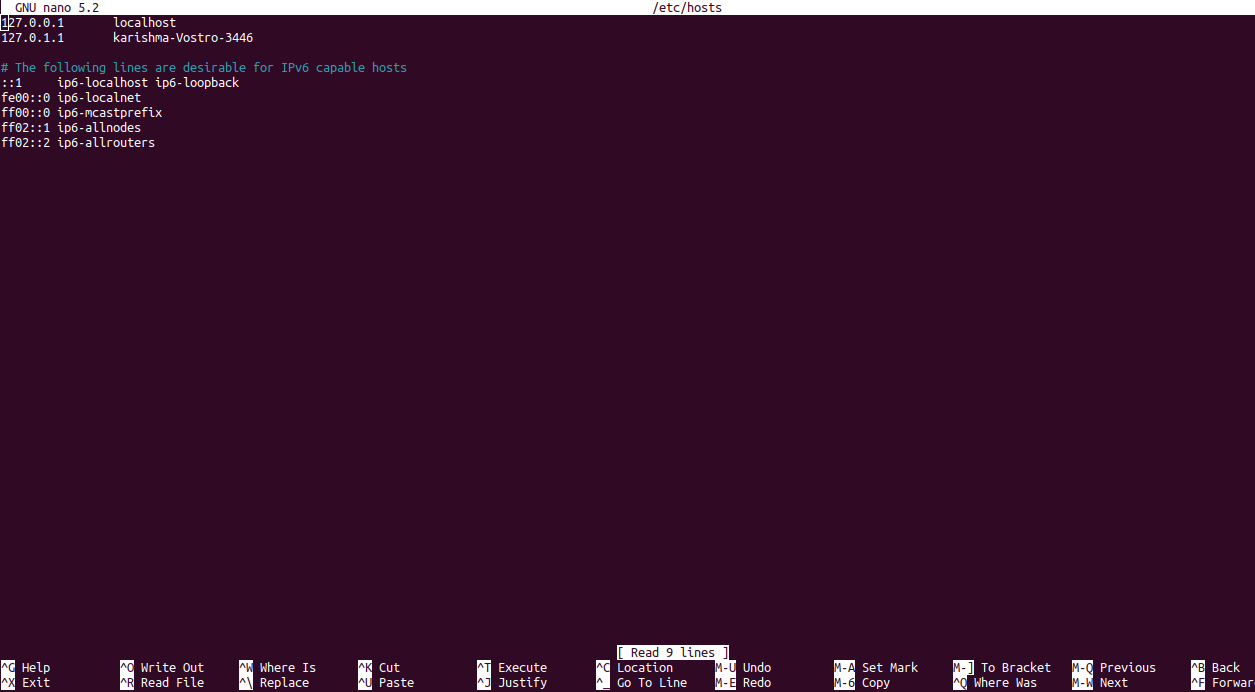 GNU nano 5.2 /etc/hosts
127.0.0.1 localhost
127.0.1.1 karishma-Vostro-3446
# The following lines are desirable for IPv6 capable hosts
::1 ip6-localhost ip6-loopback
fe00::0 ip6-localnet
ff00::0 ip6-mcastprefix
ff02::1 ip6-allnodes
ff02::2 ip6-allrouters
[ Read 9 lines ]
^G Help ^O Write Out ^W Where Is ^K Cut ^T Execute ^C Location M-U Undo M-A Set Mark M-] To Bracket M-Q Previous ^B Back
^X Exit ^R Read File ^\ Replace ^U Paste ^J Justify ^_ Go To Line M-E Redo M-6 Copy ^Q Where Was M-W Next ^F Forwar